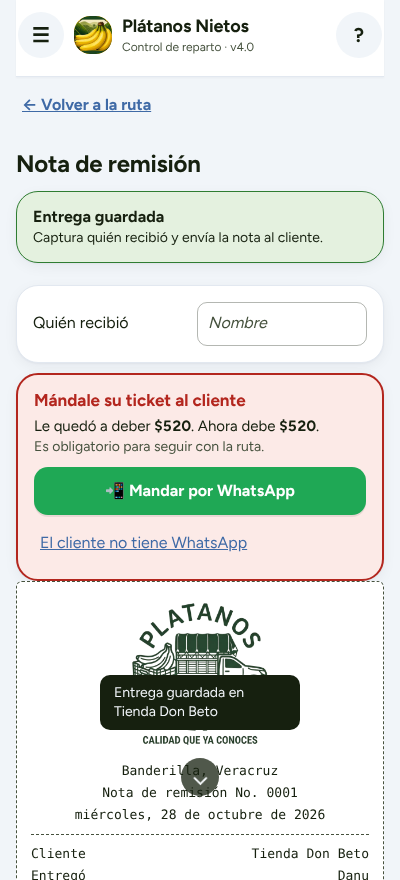 ☰ Plátanos Nietos ?
Control de reparto · v4.0
← Volver a la ruta
Nota de remisión
Entrega guardada
Captura quién recibió y envía la nota al cliente.
Quién recibió Nombre
Mándale su ticket al cliente
Le quedó a deber $520. Ahora debe $520.
Es obligatorio para seguir con la ruta.
📲 Mandar por WhatsApp
El cliente no tiene WhatsApp
PLATANOS
Entrega guardada en
Tienda Don Beto
CALIDAD QUE YA CONOCES
Banderilla, Veracruz
Nota de remisión No. 0001
miércoles, 28 de octubre de 2026
Cliente Tienda Don Beto
Entregó Danu